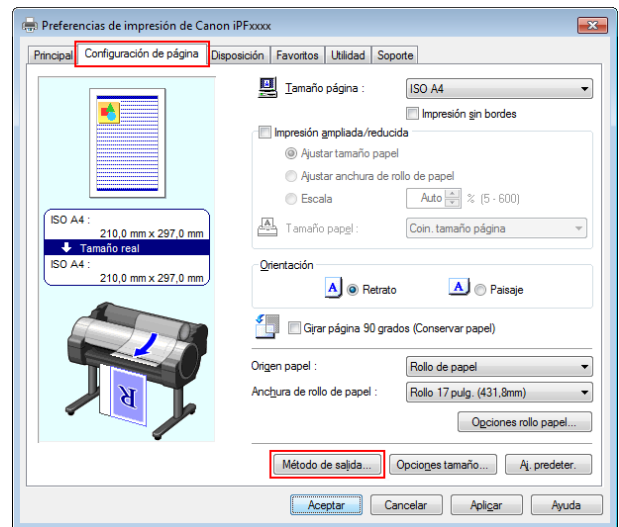 Preferencias de impresión de Canon iPFxxxx
Principal Configuración de página Disposición Favoritos Utilidad Soporte
Tamaño página : ISO A4
Impresión sin bordes
Impresión ampliada/reducida
Ajustar tamaño papel
Ajustar anchura de rollo de papel
Escala Auto % (5 - 600)
Tamaño papel : Coin. tamaño página
ISO A4 :
210,0 mm x 297,0 mm
Tamaño real
ISO A4 :
210,0 mm x 297,0 mm
Orientación
A Retrato A Paisaje
Girar página 90 grados (Conservar papel)
R
Origen papel : Rollo de papel
Anchura de rollo de papel : Rollo 17 pulg. (431,8mm)
Opciones rollo papel...
Método de salida... Opciones tamaño... Aj. predeter.
Aceptar Cancelar Aplicar Ayuda